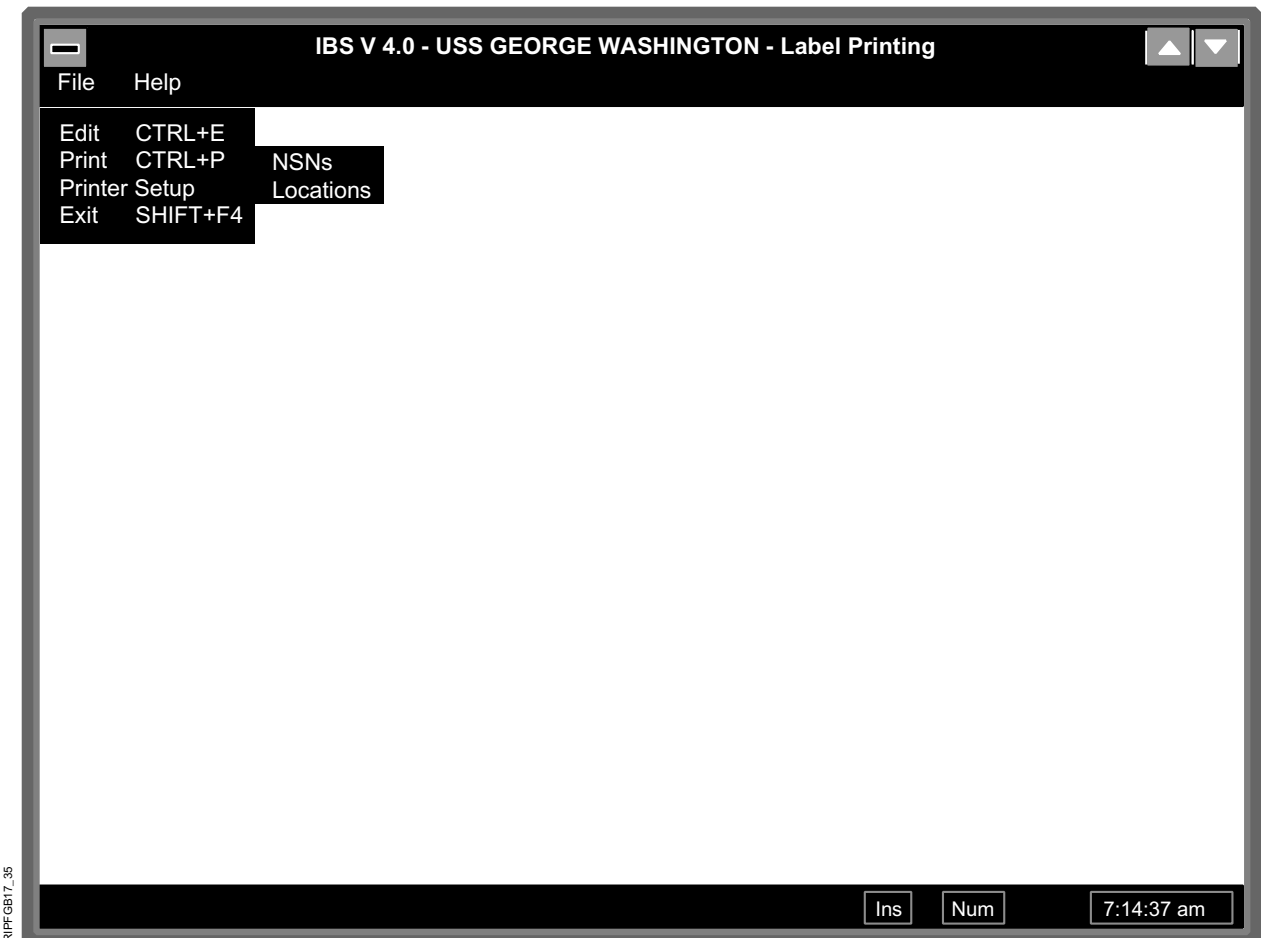 IBS V 4.0 - USS GEORGE WASHINGTON - Label Printing
File Help
Edit CTRL+E
Print CTRL+P
Printer Setup
Exit SHIFT+F4
NSNs
Locations
Ins Num 7:14:37 am
RIPFGB17_35